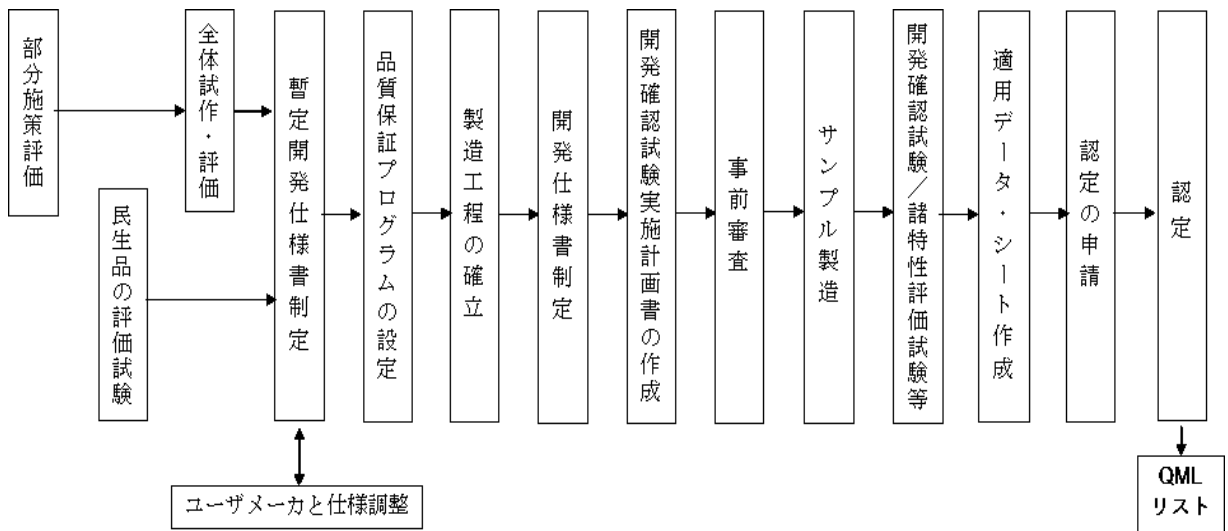 部分施策評価
民生品の評価試験
全体試作・評価
暫定開発仕様書制定
品質保証プログラムの設定
製造工程の確立
開発仕様書制定
開発確認試験実施計画書の作成
事前審査
サンプル製造
開発確認試験／諸特性評価試験等
適用データ・シート作成
認定の申請
認定
ユーザメーカと仕様調整
QML
リスト